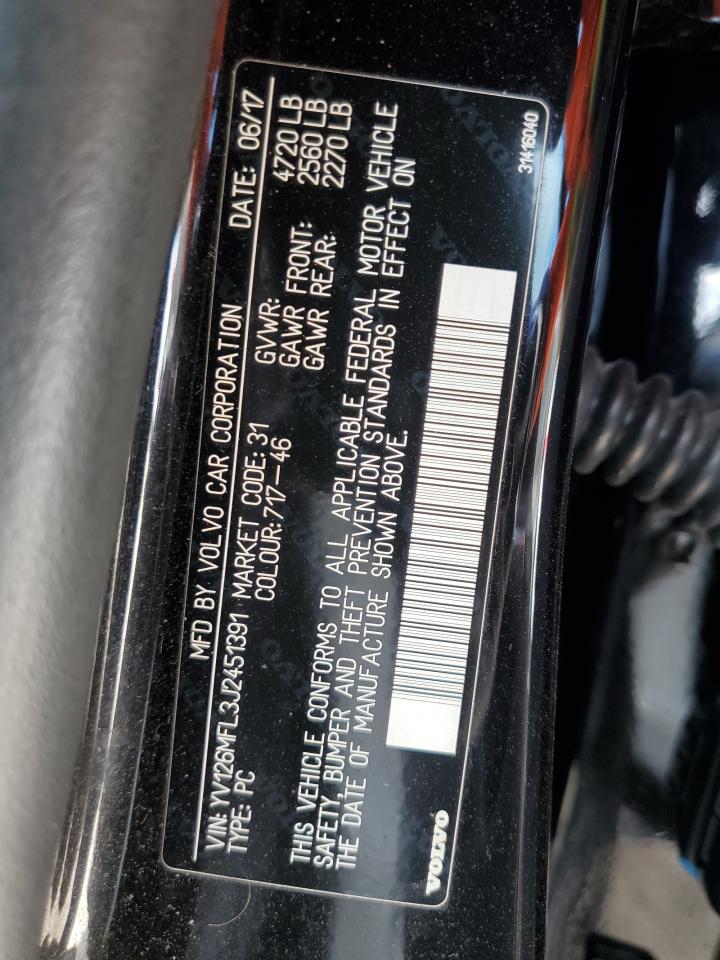 MFD BY VOLVO CAR CORPORATION DATE: 06/17
VIN: YV126MFL3J2451391 MARKET CODE: 31 GVWR: 4720 LB
TYPE: PC COLOUR: 717-46 GAWR FRONT: 2560 LB
GAWR REAR: 2270 LB
THIS VEHICLE CONFORMS TO ALL APPLICABLE FEDERAL MOTOR VEHICLE
SAFETY, BUMPER AND THEFT PREVENTION STANDARDS IN EFFECT ON
THE DATE OF MANUFACTURE SHOWN ABOVE.
VOLVO
31416040